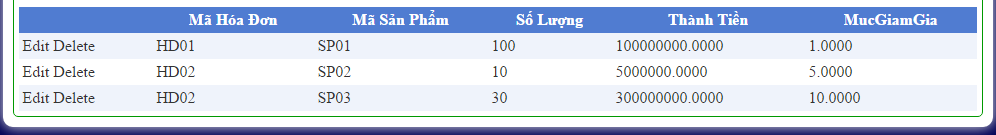 Mã Hóa Đơn Mã Sản Phẩm Số Lượng Thành Tiền MucGiamGia
Edit Delete HD01 SP01 100 100000000.0000 1.0000
Edit Delete HD02 SP02 10 5000000.0000 5.0000
Edit Delete HD02 SP03 30 300000000.0000 10.0000